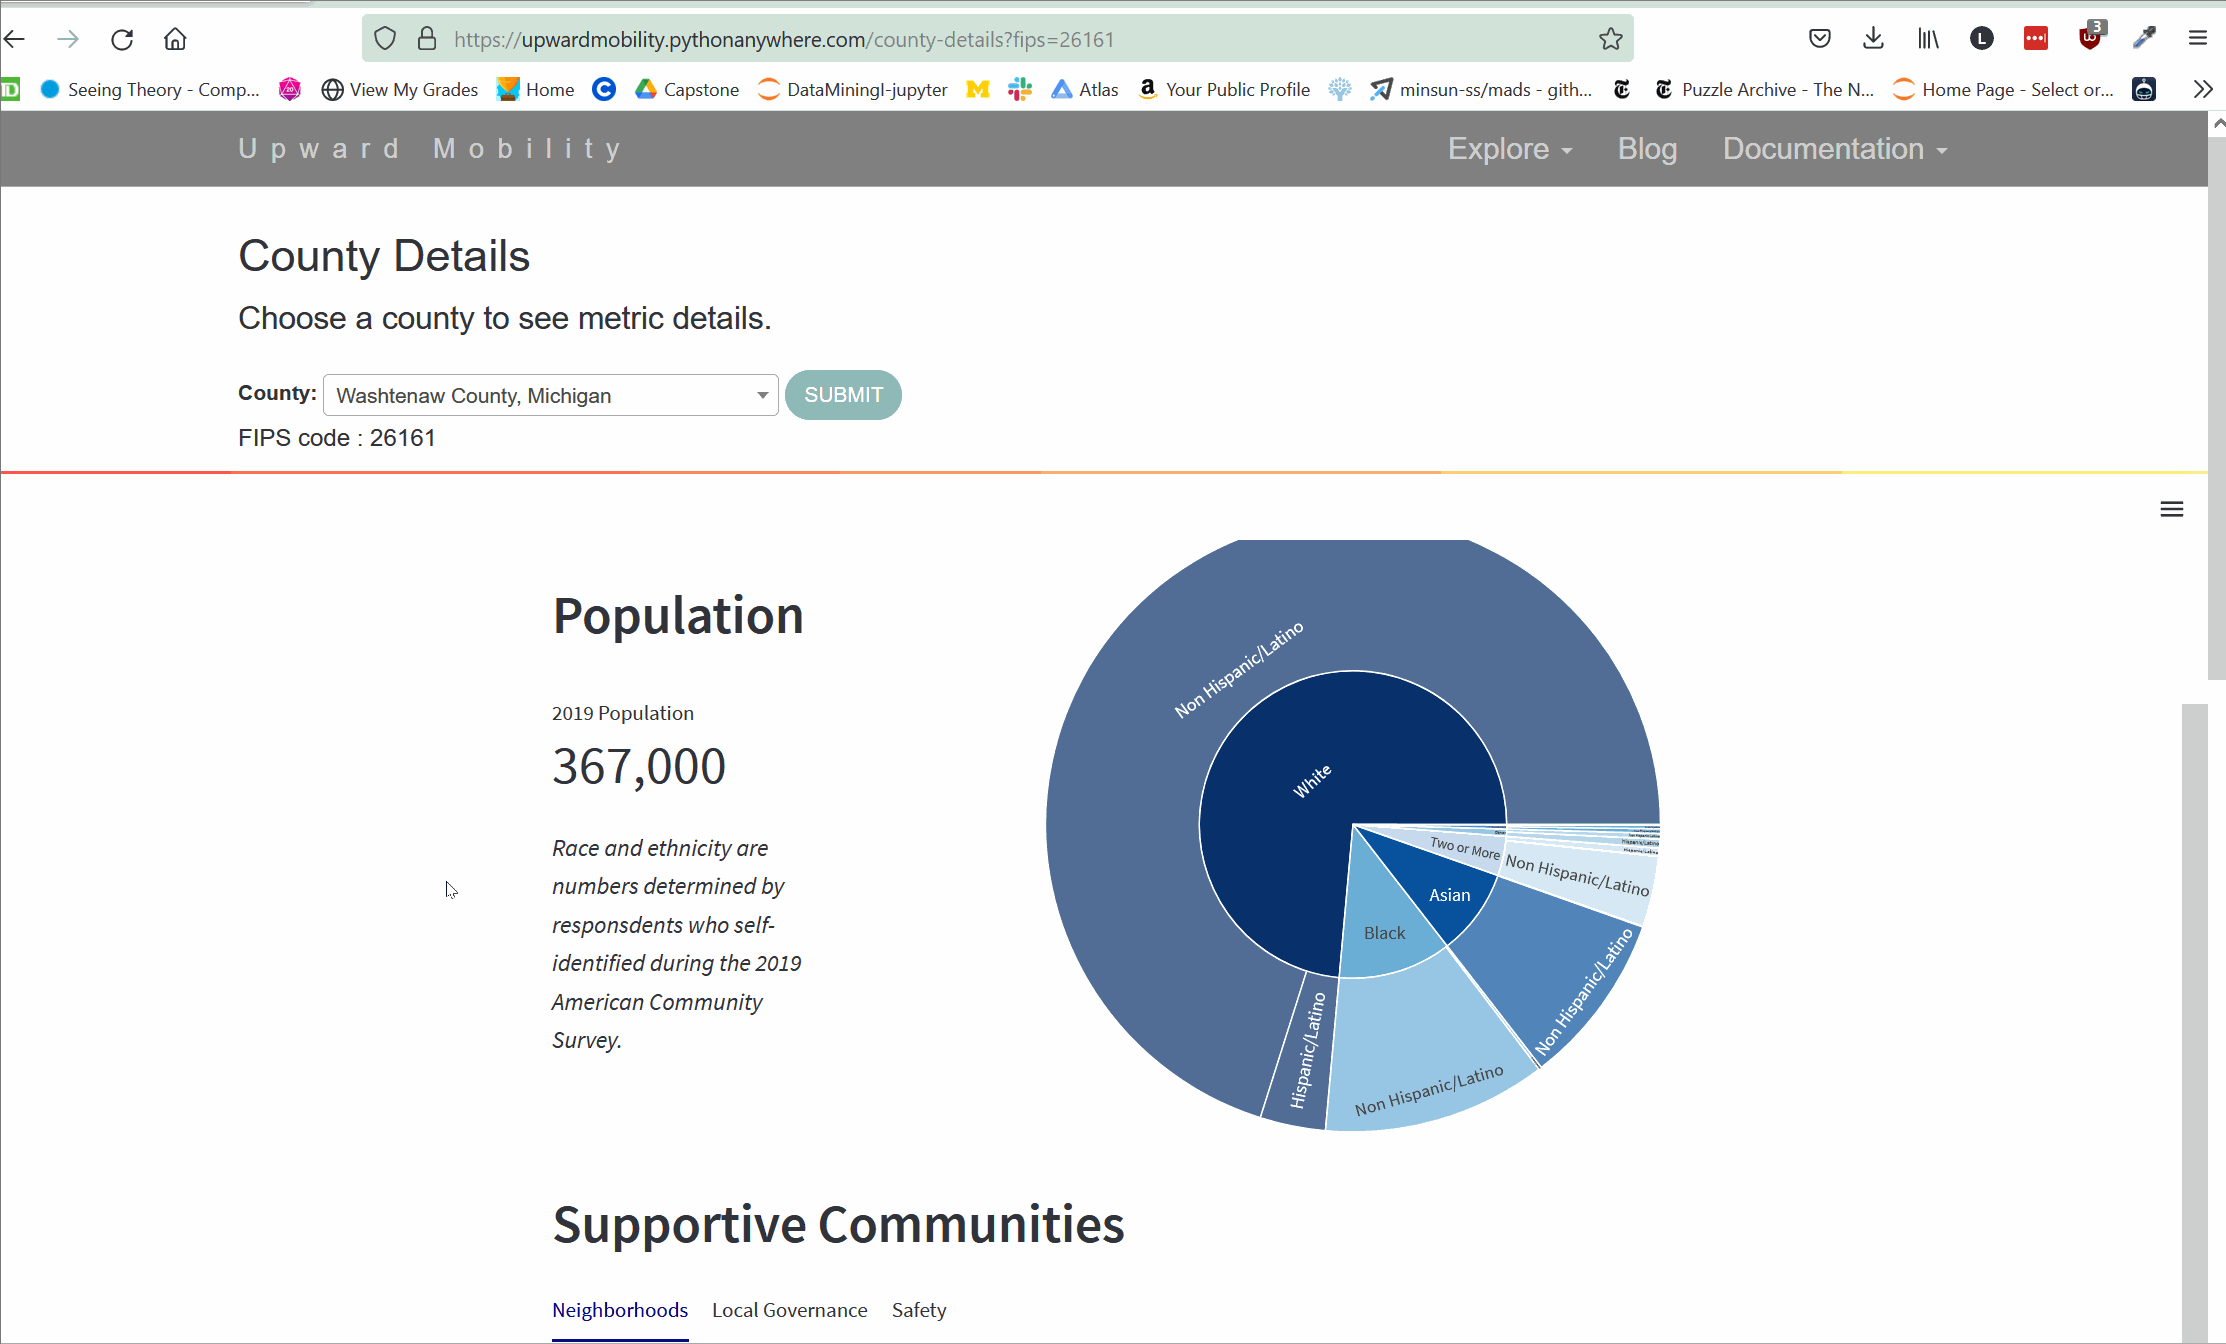 https://upwardmobility.pythonanywhere.com/county-details?fips=26161
3
Seeing Theory - Comp... View My Grades Home Capstone DataMiningI-jupyter Atlas Your Public Profile minsun-ss/mads - gith... Puzzle Archive - The N... Home Page - Select or...
Upward Mobility
Explore Blog Documentation
County Details
Choose a county to see metric details.
County: Washtenaw County, Michigan SUBMIT
FIPS code : 26161
Population
2019 Population
367,000
Race and ethnicity are
numbers determined by
responsdents who self-
identified during the 2019
American Community
Survey.
Non Hispanic/Latino
White
Two or More
Non Hispanic/Latino
Asian
Non Hispanic/Latino
Black
Non Hispanic/Latino
Hispanic/Latino
Supportive Communities
Neighborhoods Local Governance Safety